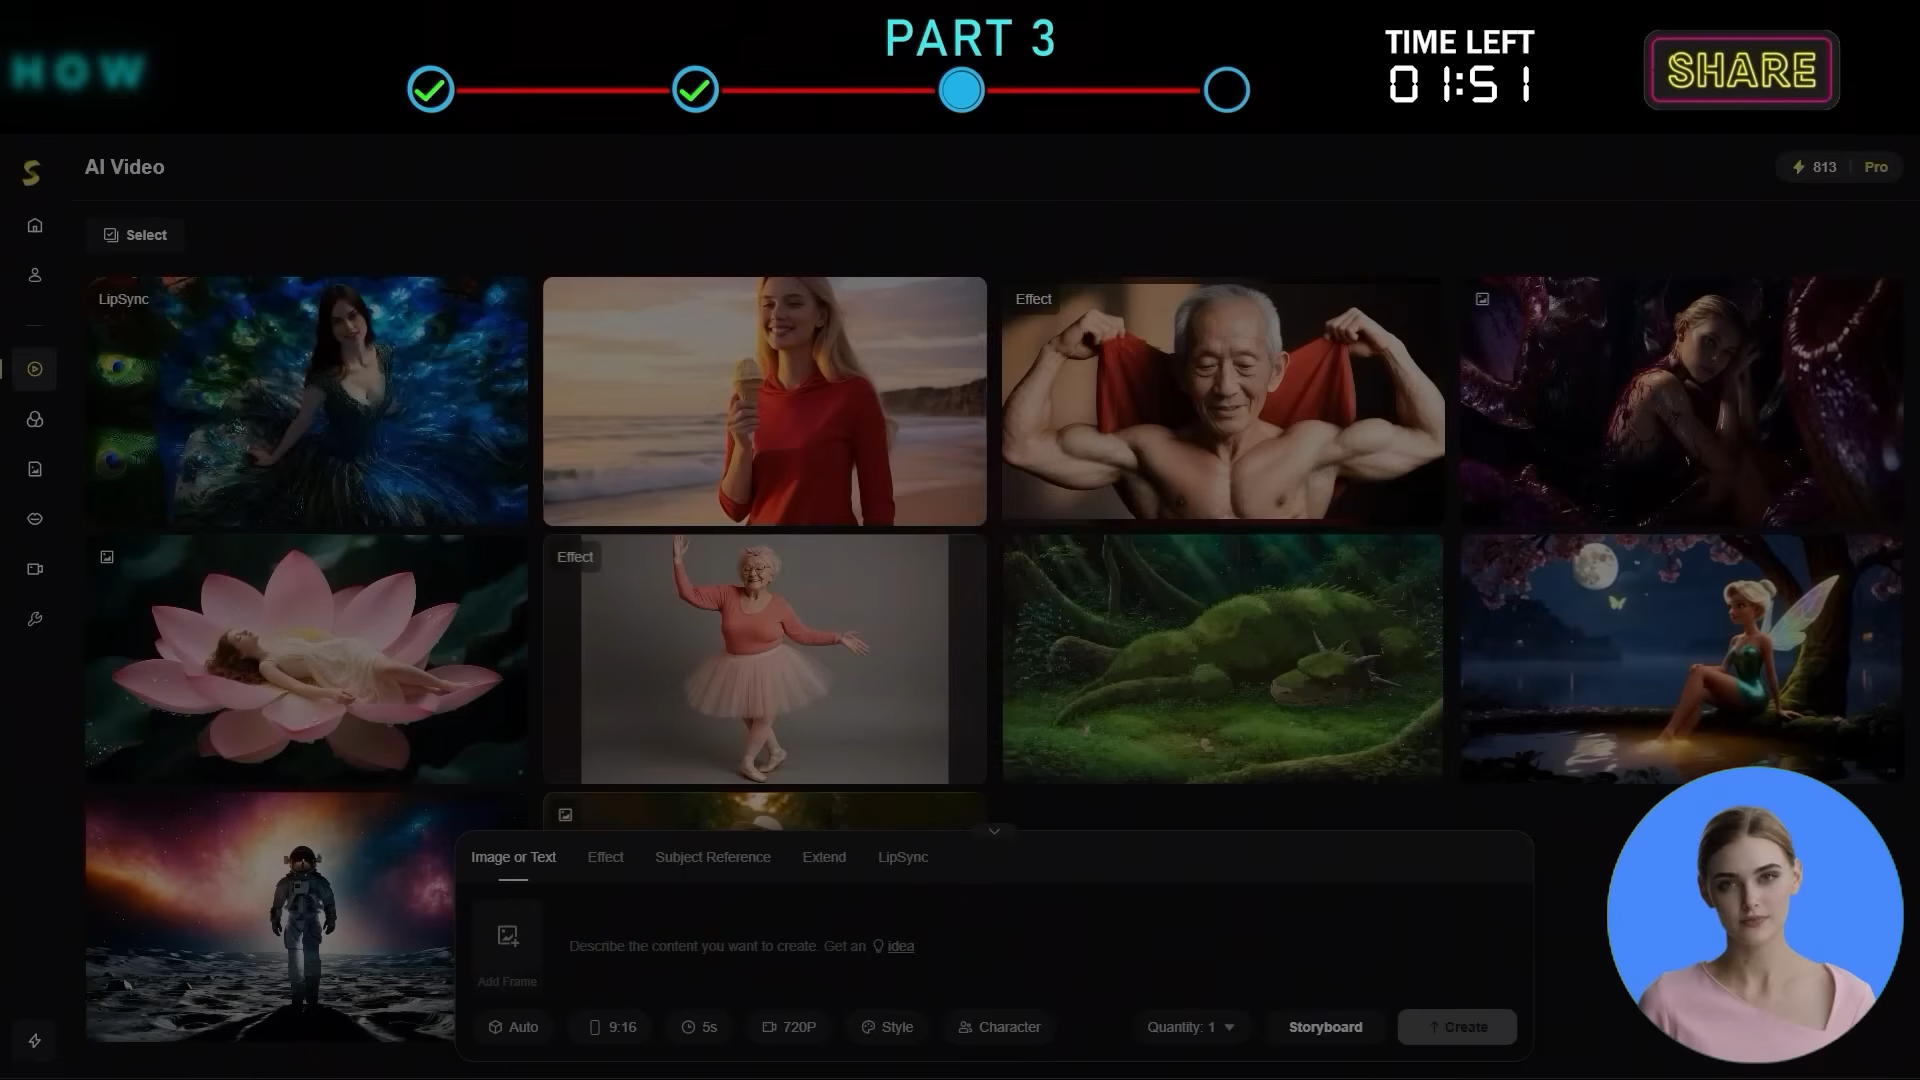 PART 3
HOW
TIME LEFT
01:51
SHARE
AI Video
813
Pro
Select
LipSync
Effect
Effect
Image or Text
Effect
Subject Reference
Extend
LipSync
Describe the content you want to create. Get an idea
Add Frame
Auto
9:16
5s
720P
Style
Character
Quantity: 1
Storyboard
Create